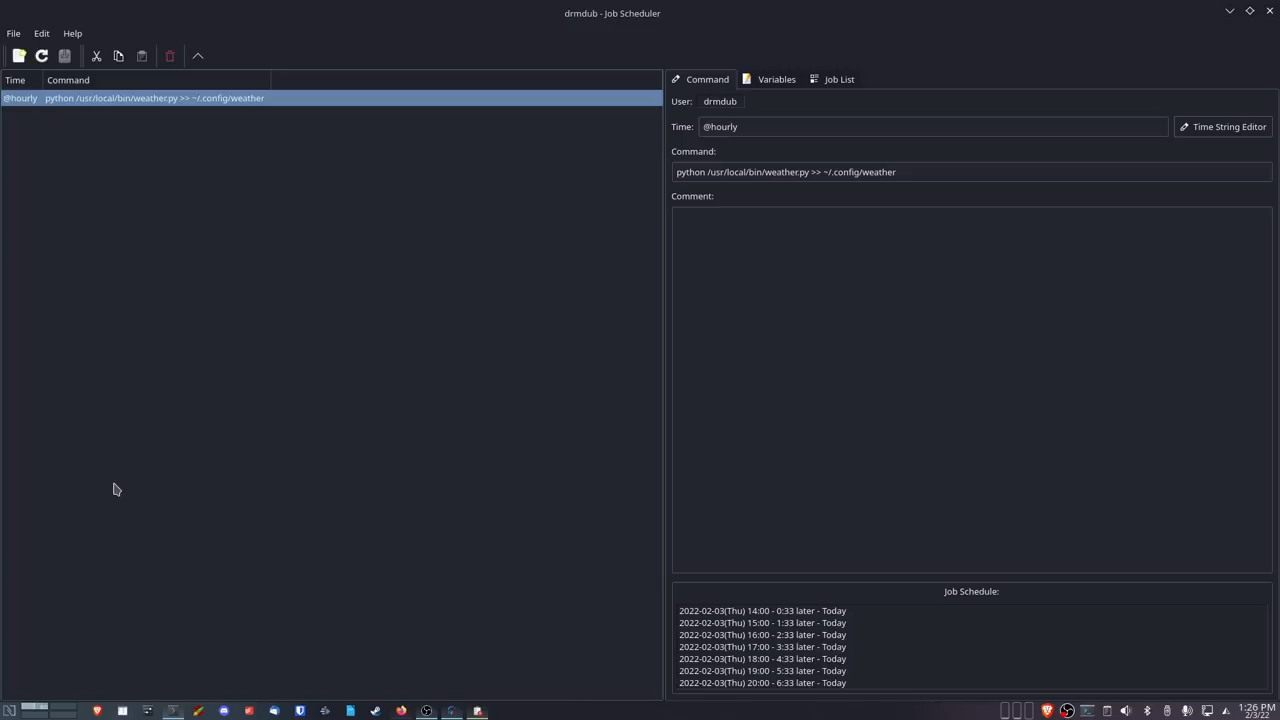 drmdub - Job Scheduler
File Edit Help
Time Command
@hourly python /usr/local/bin/weather.py >> ~/.config/weather
Command Variables Job List
User: drmdub
Time: @hourly Time String Editor
Command:
python /usr/local/bin/weather.py >> ~/.config/weather
Comment:
Job Schedule:
2022-02-03(Thu) 14:00 - 0:33 later - Today
2022-02-03(Thu) 15:00 - 1:33 later - Today
2022-02-03(Thu) 16:00 - 2:33 later - Today
2022-02-03(Thu) 17:00 - 3:33 later - Today
2022-02-03(Thu) 18:00 - 4:33 later - Today
2022-02-03(Thu) 19:00 - 5:33 later - Today
2022-02-03(Thu) 20:00 - 6:33 later - Today
1:26 PM
2/3/22